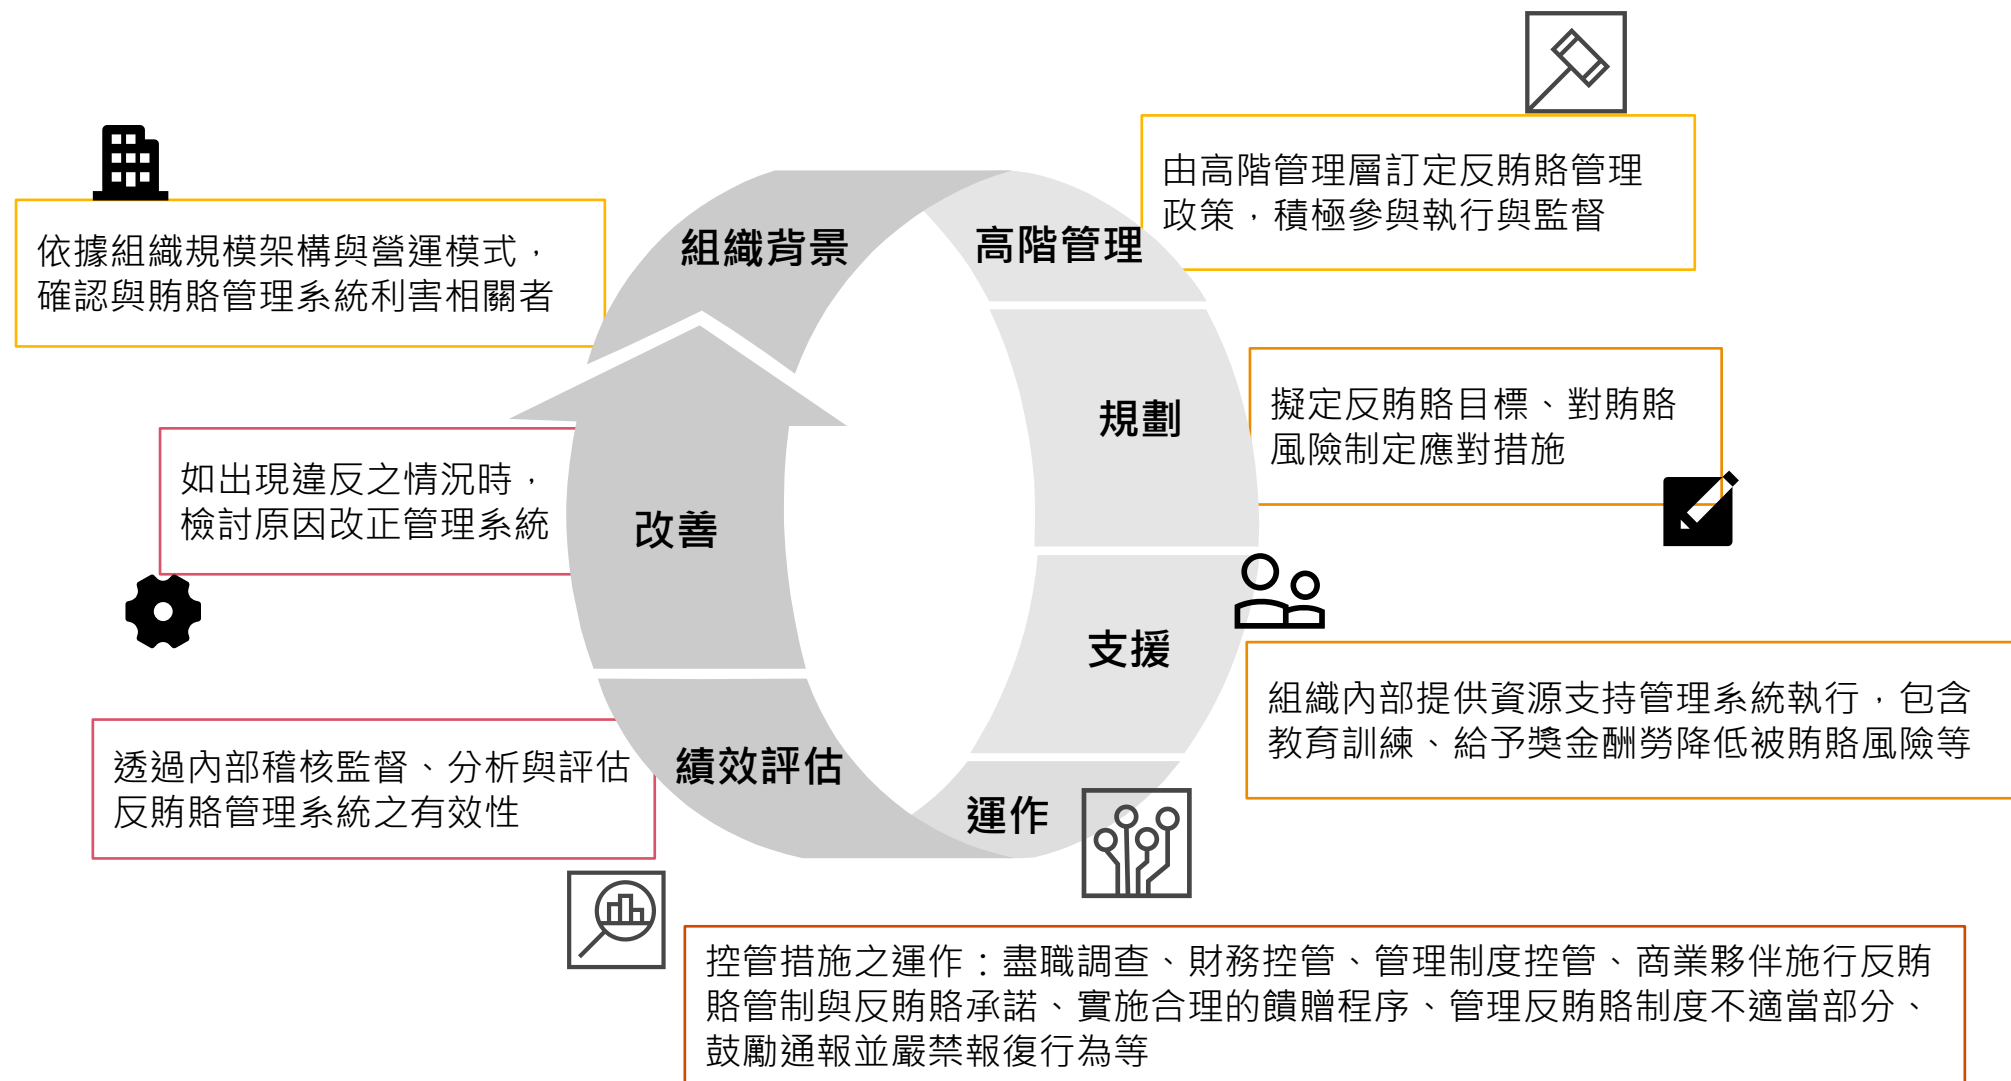 組織背景
依據組織規模架構與營運模式，
確認與賄賂管理系統利害相關者
高階管理
由高階管理層訂定反賄賂管理
政策，積極參與執行與監督
規劃
擬定反賄賂目標、對賄賂
風險制定應對措施
支援
組織內部提供資源支持管理系統執行，包含
教育訓練、給予獎金酬勞降低被賄賂風險等
運作
控管措施之運作：盡職調查、財務控管、管理制度控管、商業夥伴施行反賄
賂管制與反賄賂承諾、實施合理的饋贈程序、管理反賄賂制度不適當部分、
鼓勵通報並嚴禁報復行為等
績效評估
透過內部稽核監督、分析與評估
反賄賂管理系統之有效性
改善
如出現違反之情況時，
檢討原因改正管理系統